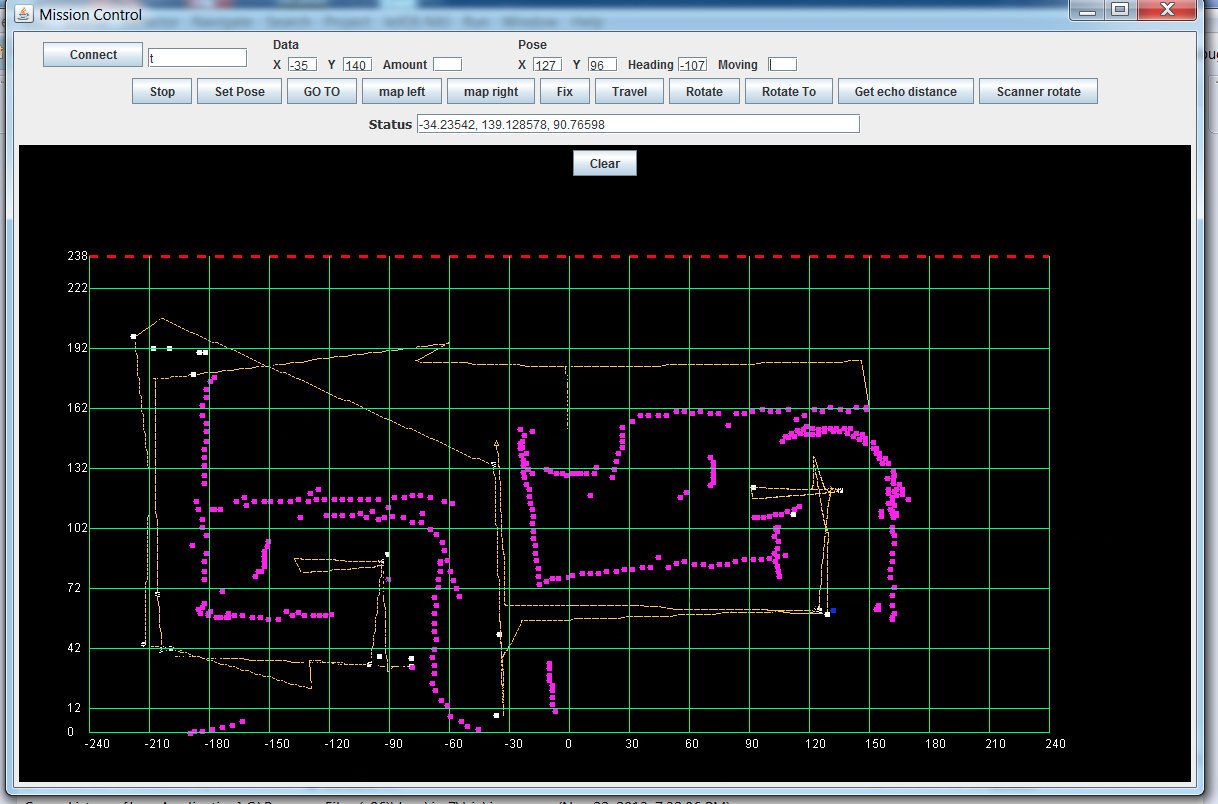 Mission Control
Data
Pose
Connect
t
X -35 Y 140 Amount
X 127 Y 96 Heading -107 Moving
Stop Set Pose GO TO map left map right Fix Travel Rotate Rotate To Get echo distance Scanner rotate
Status -34.23542, 139.128578, 90.76598
Clear
238
222
192
162
132
102
72
42
12
0
-240 -210 -180 -150 -120 -90 -60 -30 0 30 60 90 120 150 180 210 240